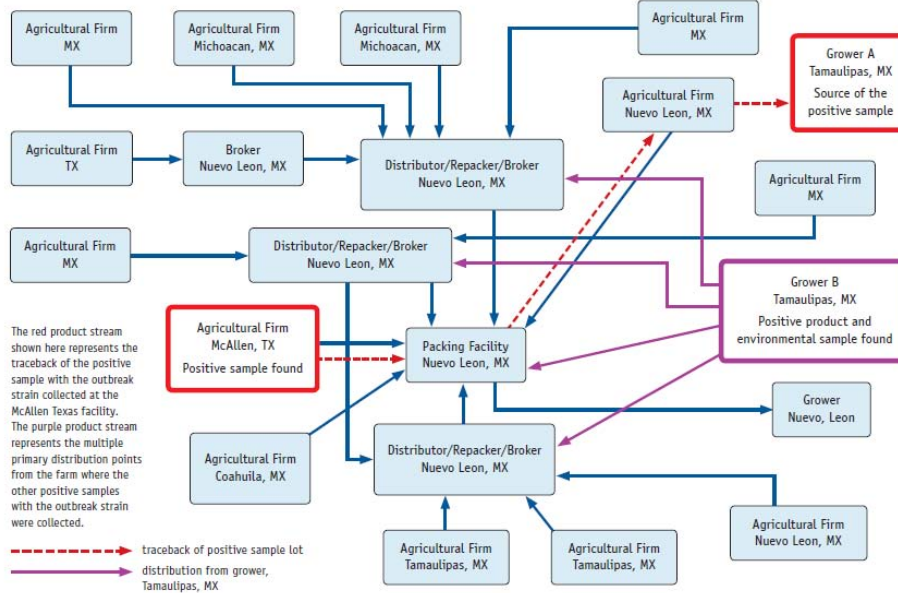 Agricultural Firm
MX
Agricultural Firm
Michoacan, MX
Agricultural Firm
Michoacan, MX
Agricultural Firm
MX
Grower A
Tamaulipas, MX
Source of the
positive sample
Agricultural Firm
Nuevo Leon, MX
Agricultural Firm
TX
Broker
Nuevo Leon, MX
Distributor/Repacker/Broker
Nuevo Leon, MX
Agricultural Firm
MX
Agricultural Firm
MX
Distributor/Repacker/Broker
Nuevo Leon, MX
Grower B
Tamaulipas, MX
Positive product and
environmental sample found
Agricultural Firm
McAllen, TX
Positive sample found
Packing Facility
Nuevo Leon, MX
The red product stream
shown here represents the
traceback of the positive
sample with the outbreak
strain collected at the
McAllen Texas facility.
The purple product stream
represents the multiple
primary distribution points
from the farm where the
other positive samples
with the outbreak strain
were collected.
Grower
Nuevo, Leon
Agricultural Firm
Coahuila, MX
Distributor/Repacker/Broker
Nuevo Leon, MX
Agricultural Firm
Nuevo Leon, MX
Agricultural Firm
Tamaulipas, MX
Agricultural Firm
Tamaulipas, MX
traceback of positive sample lot
distribution from grower,
Tamaulipas, MX